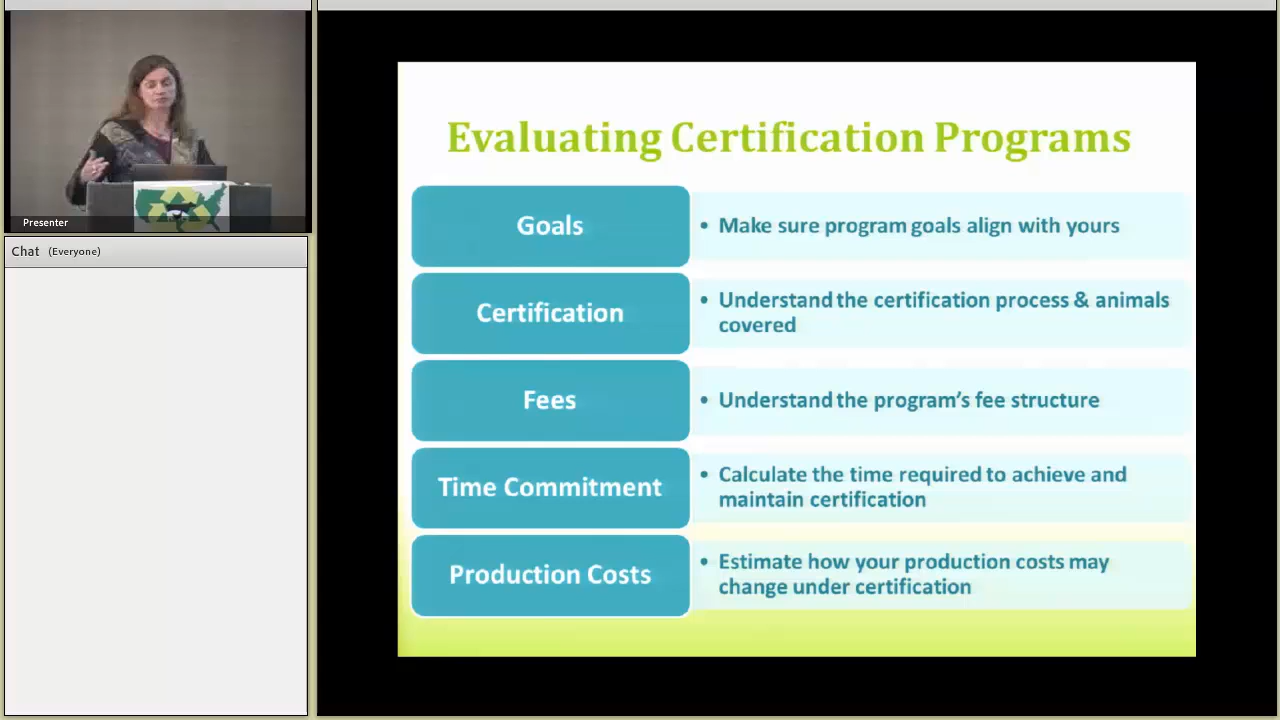 Presenter
Chat (Everyone)
Evaluating Certification Programs
Goals
• Make sure program goals align with yours
Certification
• Understand the certification process & animals
covered
Fees
• Understand the program's fee structure
Time Commitment
• Calculate the time required to achieve and
maintain certification
Production Costs
• Estimate how your production costs may
change under certification